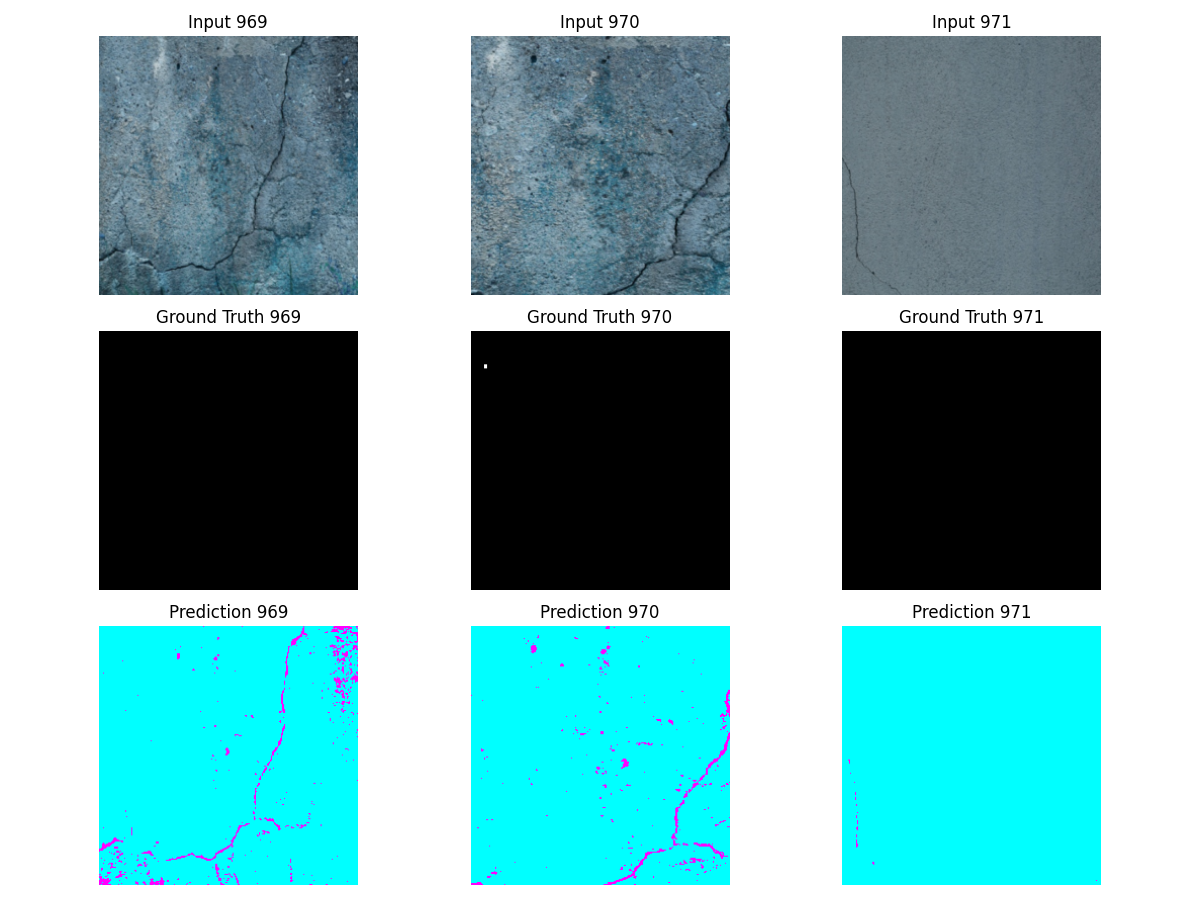 Input 969
Input 970
Input 971
Ground Truth 969
Ground Truth 970
Ground Truth 971
Prediction 969
Prediction 970
Prediction 971